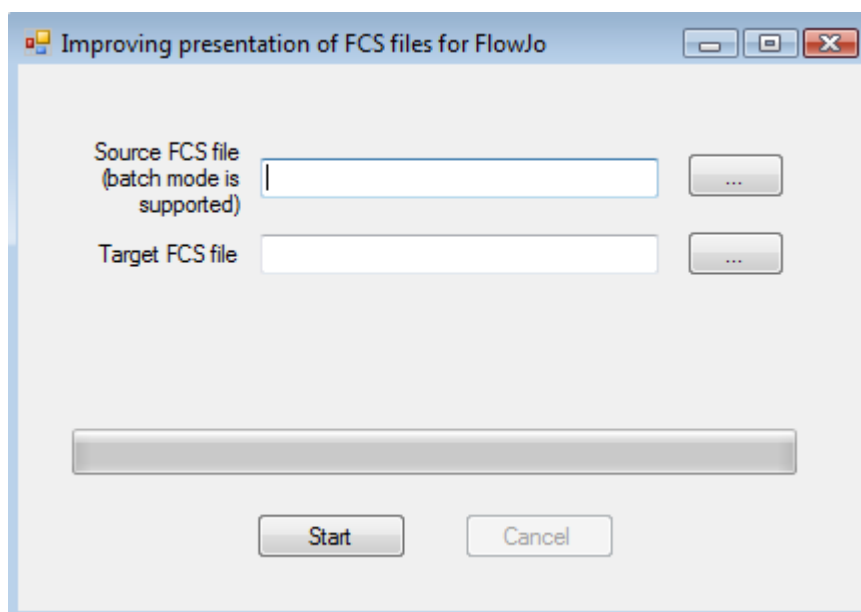 Improving presentation of FCS files for FlowJo
Source FCS file
(batch mode is
supported)
...
Target FCS file
...
Start
Cancel